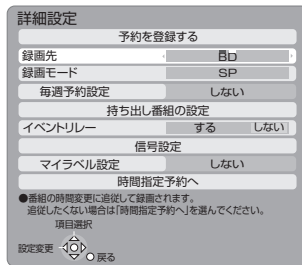 詳細設定
予約を登録する
録画先 BD
録画モード SP
毎週予約設定 しない
持ち出し番組の設定
イベントリレー する しない
信号設定
マイラベル設定 しない
時間指定予約へ
●番組の時間変更に追従して録画されます。
追従したくない場合は「時間指定予約へ」を選んでください。
項目選択
設定変更 戻る